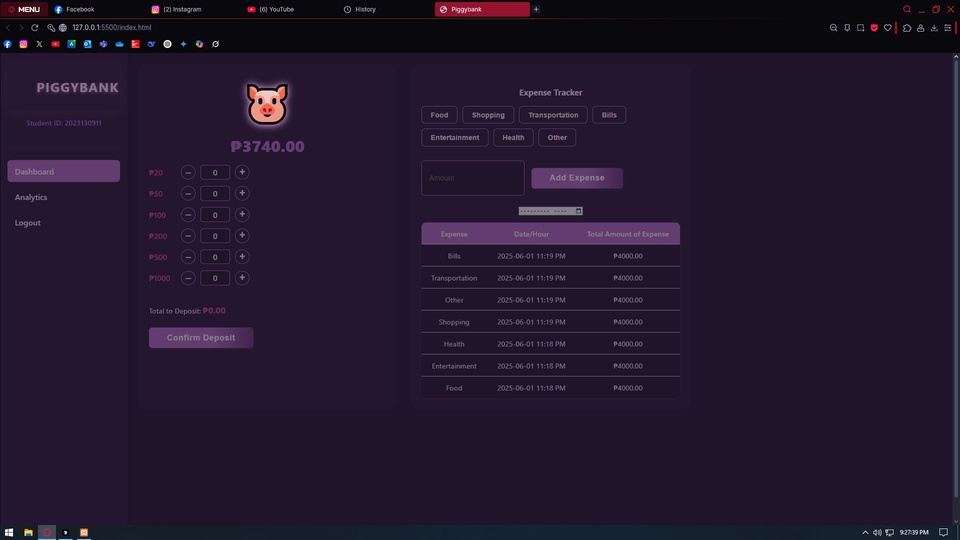 MENU
Facebook
(2) Instagram
(6) YouTube
History
Piggybank
127.0.0.1:5500/index.html
PIGGYBANK
Student ID: 2023130911
Dashboard
Analytics
Logout
₱3740.00
₱20 0
₱50 0
₱100 0
₱200 0
₱500 0
₱1000 0
Total to Deposit: ₱0.00
Confirm Deposit
Expense Tracker
Food Shopping Transportation Bills
Entertainment Health Other
Amount Add Expense
--------- ----
Expense Date/Hour Total Amount of Expense
Bills 2025-06-01 11:19 PM ₱4000.00
Transportation 2025-06-01 11:19 PM ₱4000.00
Other 2025-06-01 11:19 PM ₱4000.00
Shopping 2025-06-01 11:19 PM ₱4000.00
Health 2025-06-01 11:18 PM ₱4000.00
Entertainment 2025-06-01 11:18 PM ₱4000.00
Food 2025-06-01 11:18 PM ₱4000.00
9:27:39 PM